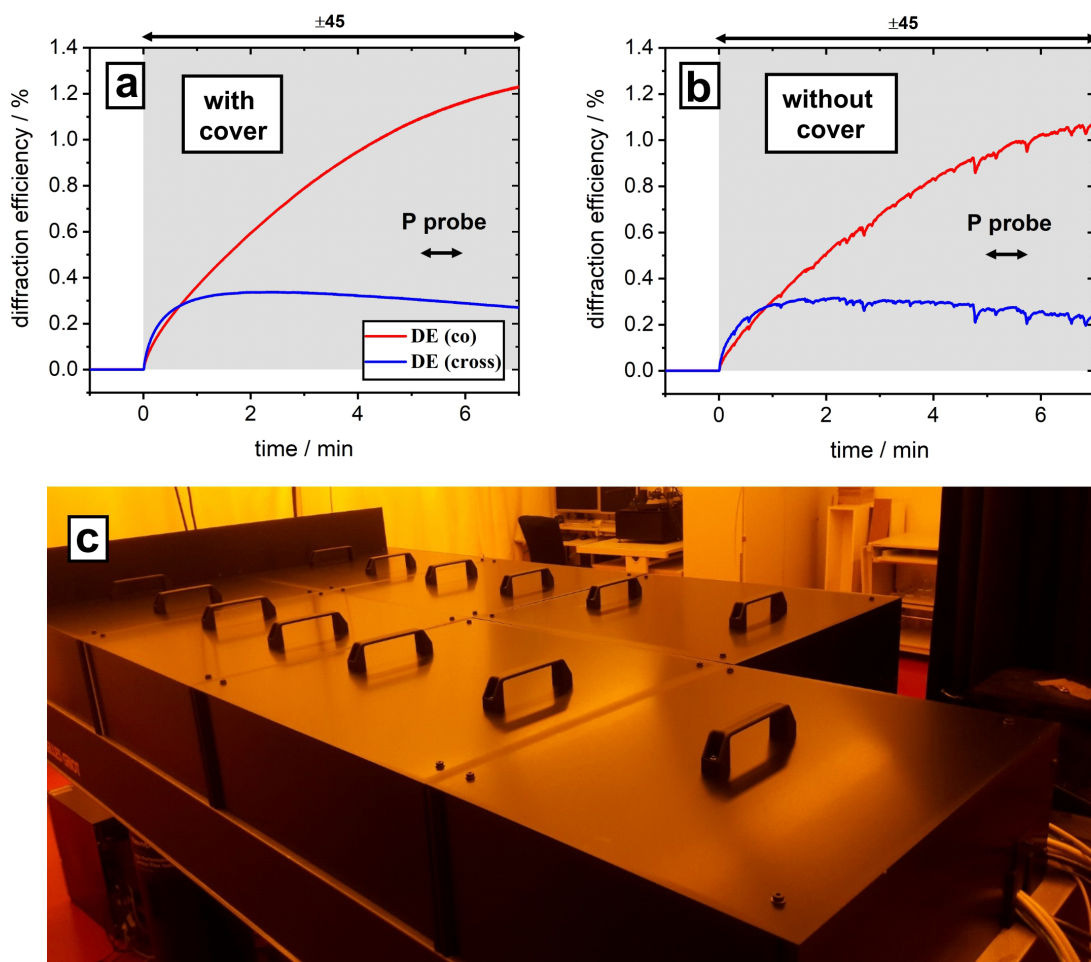 ±45
a
with
cover
P probe
DE (co)
DE (cross)
diffraction efficiency / %
1.4
1.2
1.0
0.8
0.6
0.4
0.2
0.0
0
2
4
6
time / min
±45
b
without
cover
P probe
diffraction efficiency / %
1.4
1.2
1.0
0.8
0.6
0.4
0.2
0.0
0
2
4
6
time / min
c